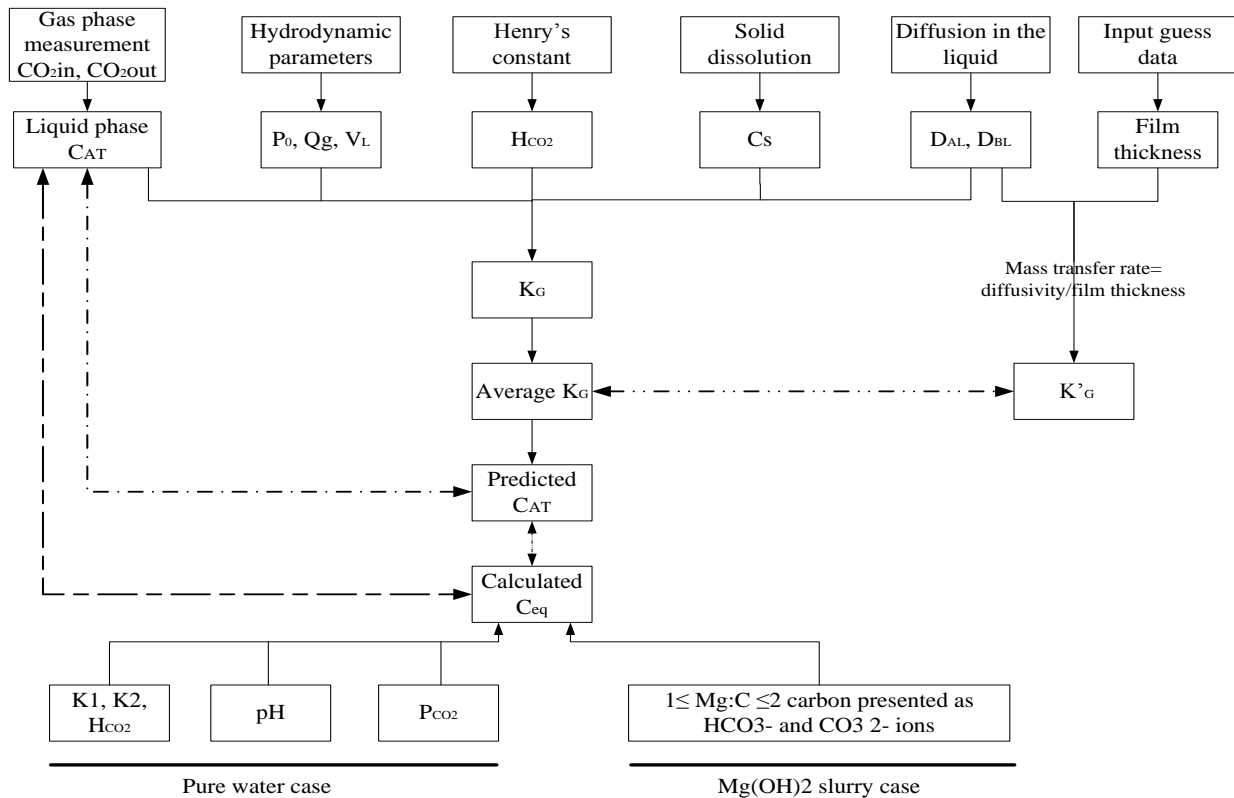 Gas phase
measurement
CO2in, CO2out
Hydrodynamic
parameters
Henry's
constant
Solid
dissolution
Diffusion in the
liquid
Input guess
data
Liquid phase
CAT
P0, Qg, VL
HCO2
Cs
DAL, DBL
Film
thickness
Mass transfer rate=
diffusivity/film thickness
KG
Average KG
K'G
Predicted
CAT
Calculated
Ceq
K1, K2,
HCO2
pH
PCO2
1≤ Mg:C ≤2 carbon presented as
HCO3- and CO3 2- ions
Pure water case
Mg(OH)2 slurry case